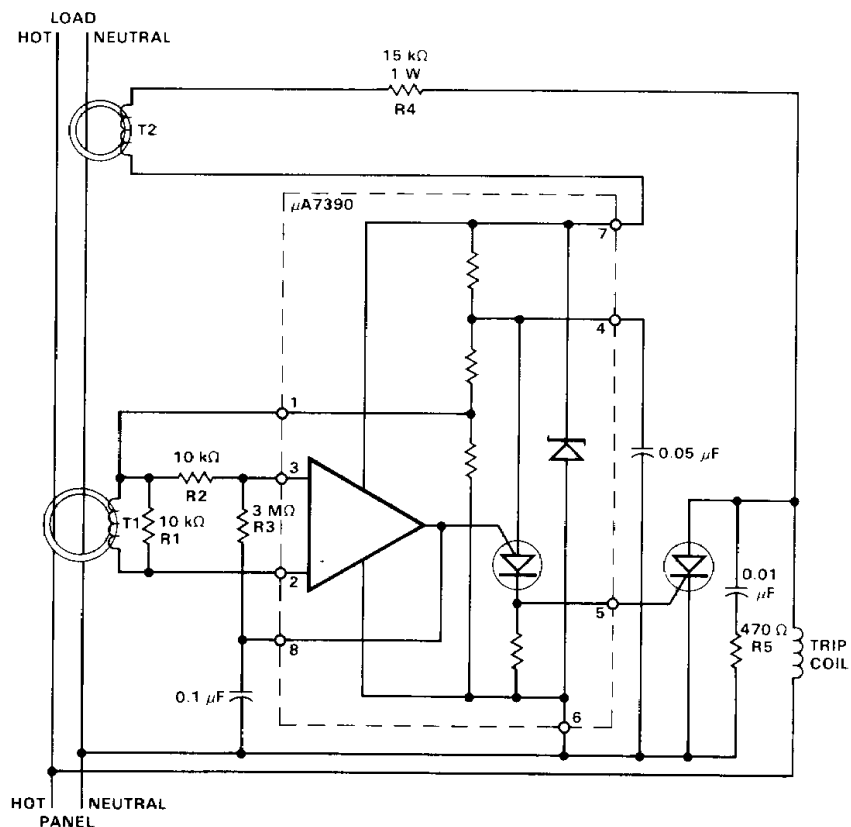 LOAD
HOT NEUTRAL
15 kΩ
1 W
R4
T2
μA7390
7
4
1
10 kΩ
3
R2
3 MΩ
R3
T1
10 kΩ
R1
2
0.05 μF
0.01
μF
5
470 Ω
R5
TRIP
COIL
8
0.1 μF
6
HOT NEUTRAL
PANEL